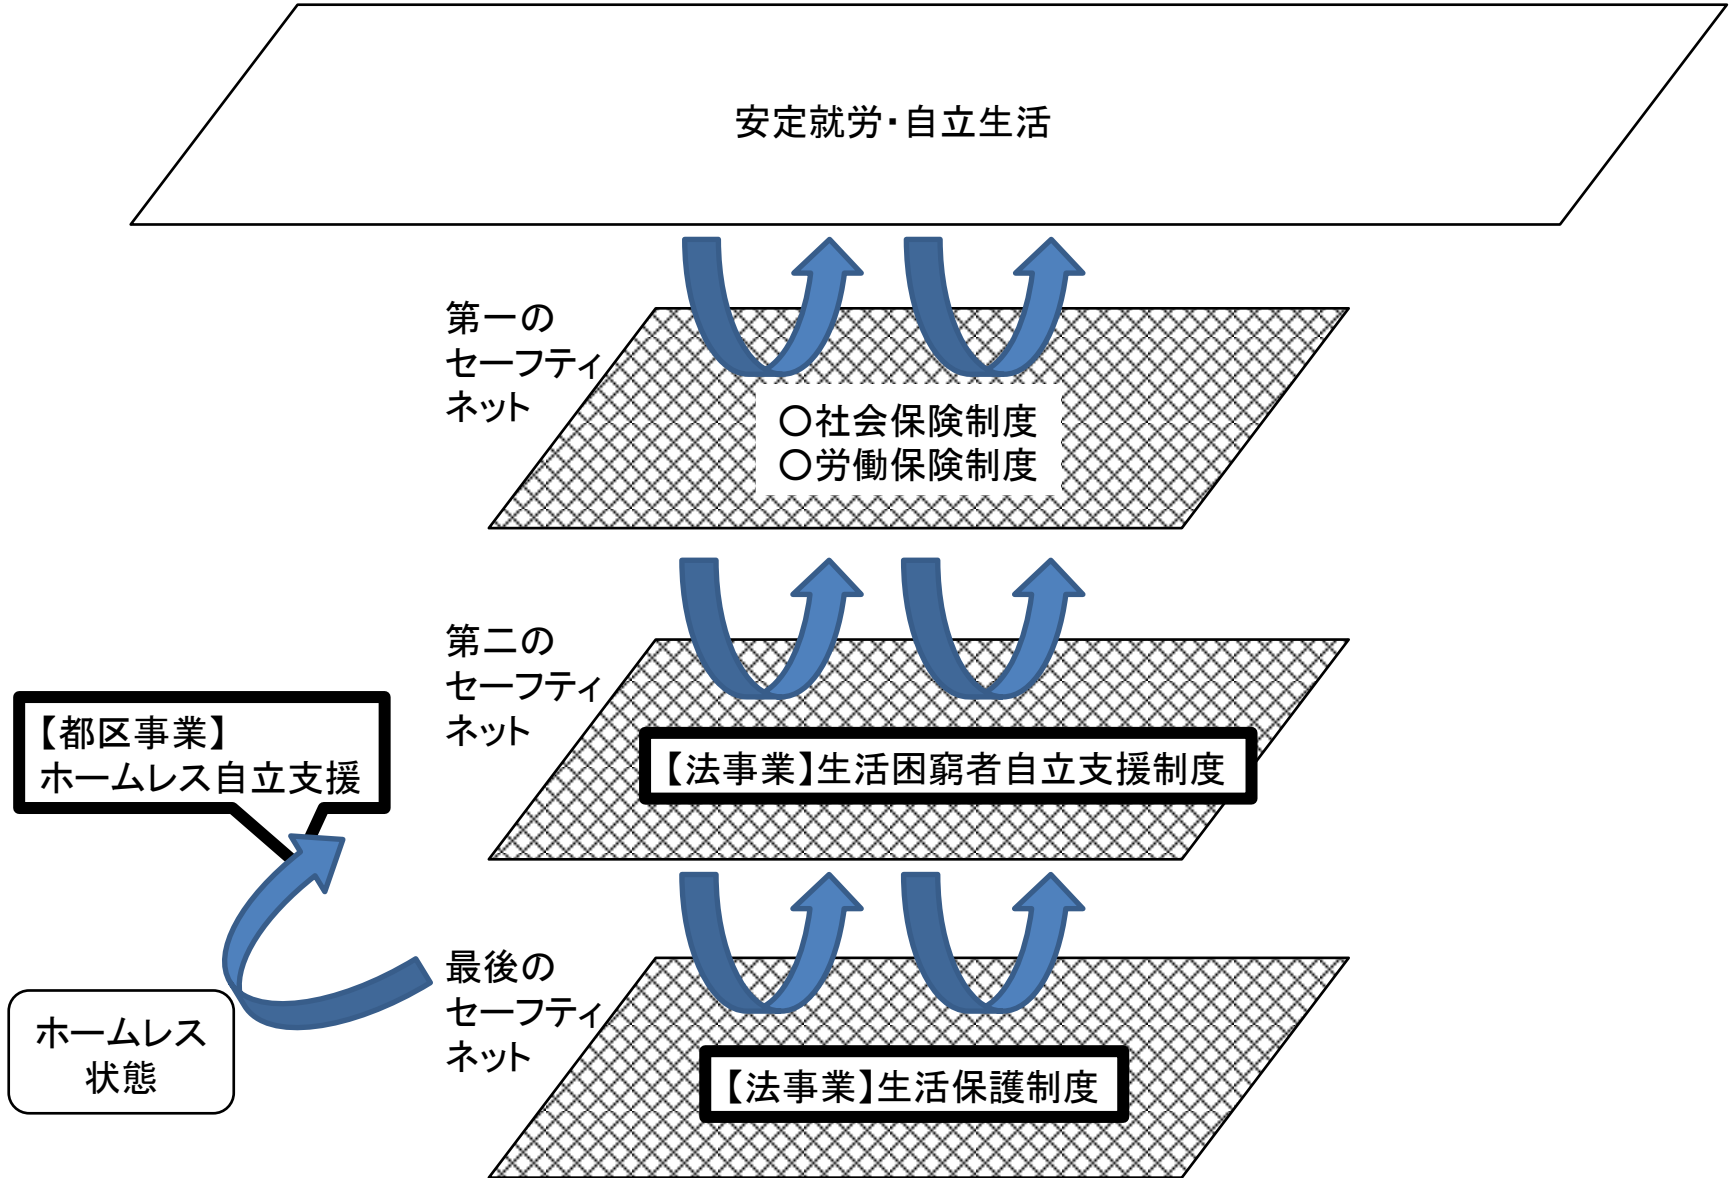 安定就労・自立生活
第一の
セーフティ
ネット
○社会保険制度
○労働保険制度
第二の
セーフティ
ネット
【法事業】生活困窮者自立支援制度
【都区事業】
ホームレス自立支援
最後の
セーフティ
ネット
【法事業】生活保護制度
ホームレス
状態